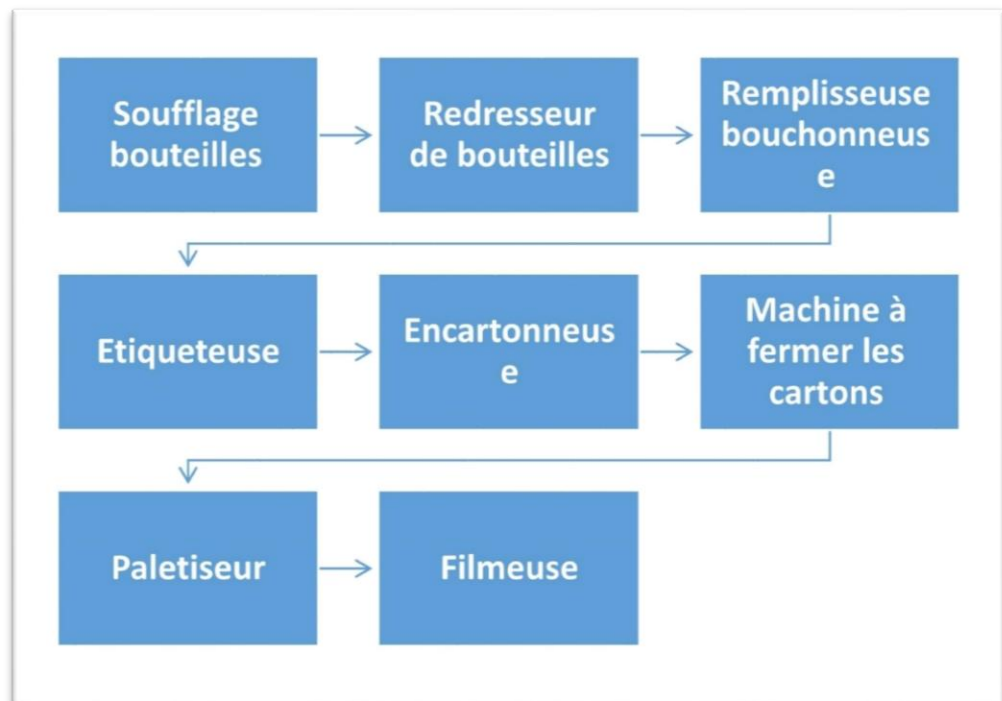 Soufflage
bouteilles
Redresseur
de bouteilles
Remplisseuse
bouchonneus
e
Etiqueteuse
Encartonneus
e
Machine à
fermer les
cartons
Paletiseur
Filmeuse